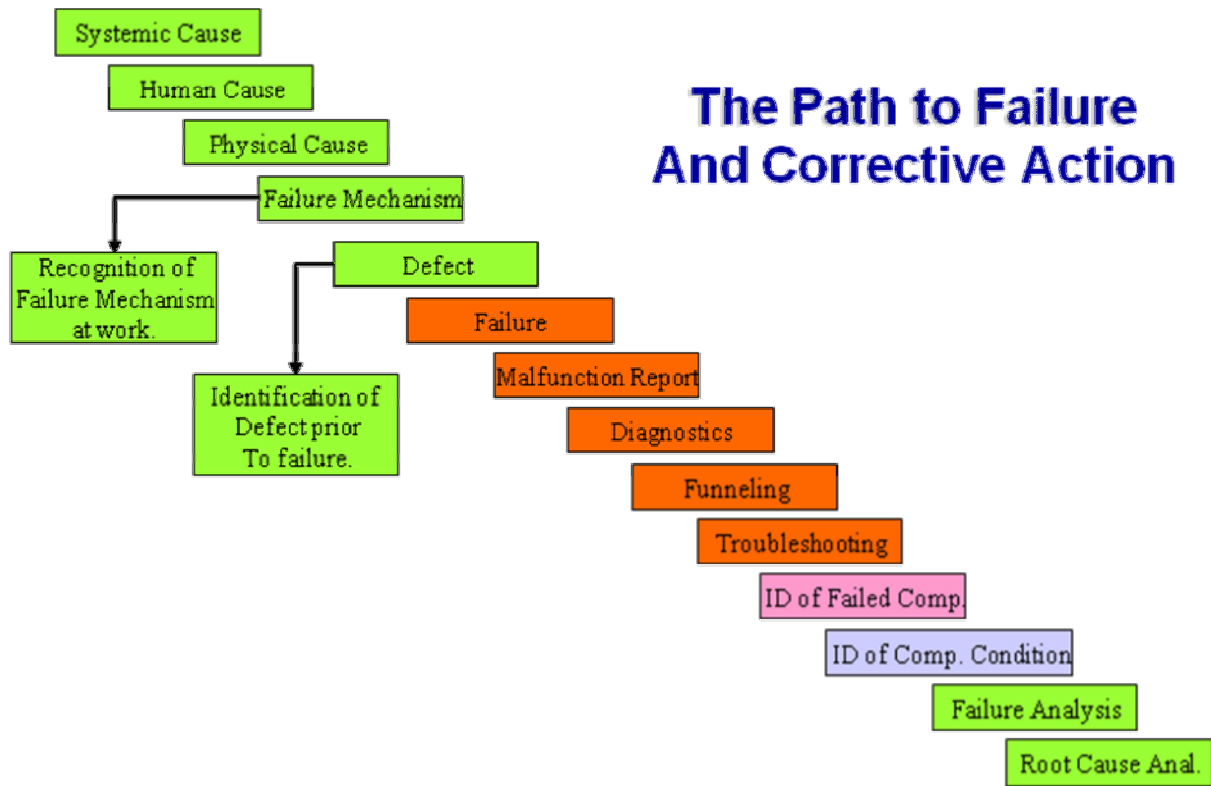 Systemic Cause
Human Cause
The Path to Failure
And Corrective Action
Physical Cause
Failure Mechanism
Recognition of
Failure Mechanism
at work.
Defect
Failure
Malfunction Report
Identification of
Defect prior
To failure.
Diagnostics
Funneling
Troubleshooting
ID of Failed Comp.
ID of Comp. Condition
Failure Analysis
Root Cause Anal.